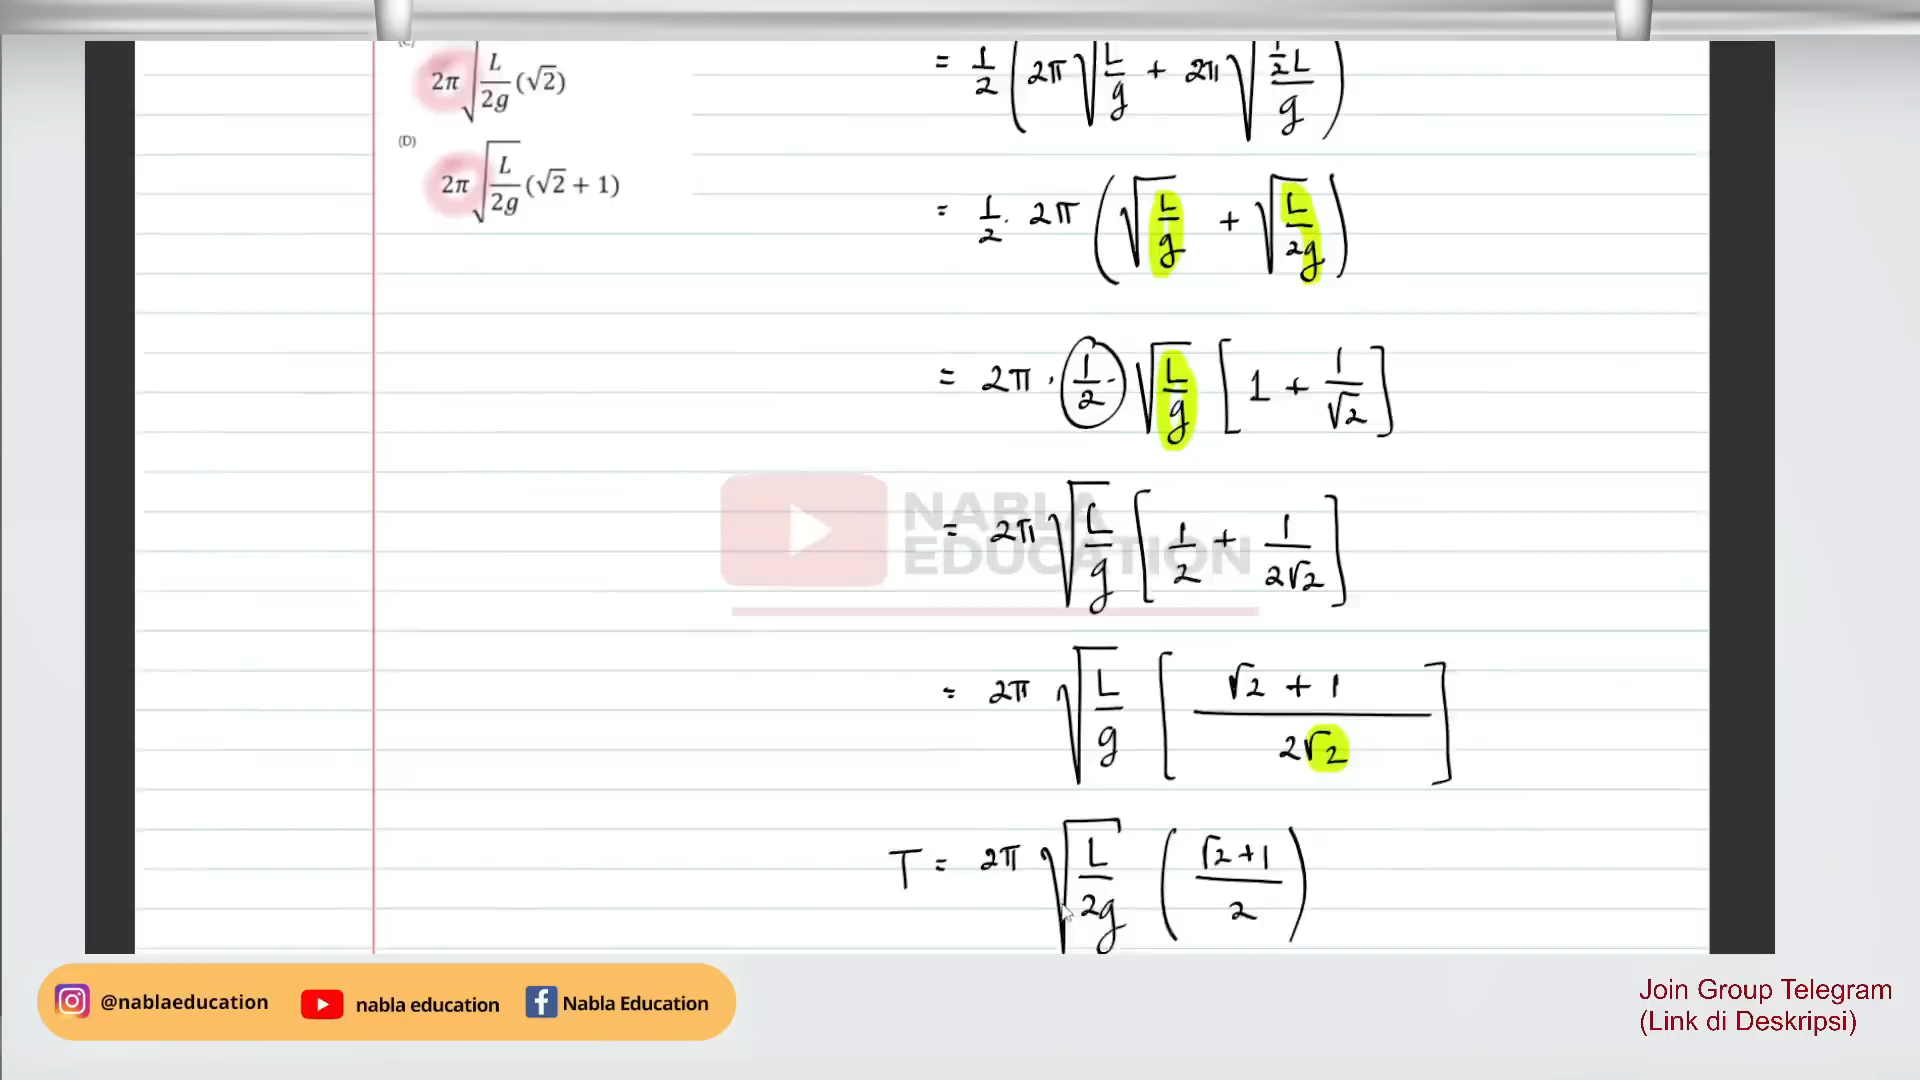 (C)
2π √(L/2g) (√2)
(D)
2π √(L/2g) (√2 + 1)
= 1/2 (2π √(L/g) + 2π √(1/2 L/g))
= 1/2 . 2π (√(L/g) + √(L/2g))
= 2π . 1/2 . √(L/g) [1 + 1/√2]
= 2π √(L/g) [1/2 + 1/2√2]
= 2π √(L/g) [√2 + 1 / 2√2]
T = 2π √(L/2g) (√2+1 / 2)
NABLA
EDUCATION
@nablaeducation nabla education Nabla Education
Join Group Telegram
(Link di Deskripsi)